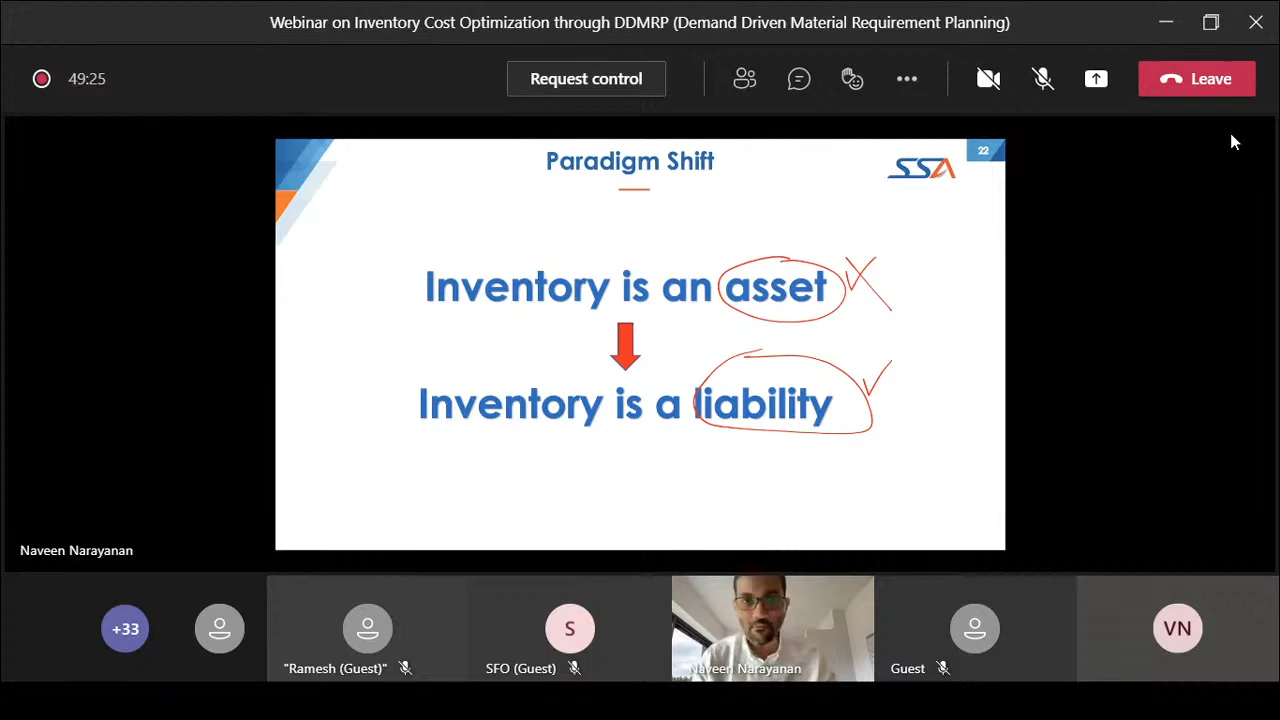 Webinar on Inventory Cost Optimization through DDMRP (Demand Driven Material Requirement Planning)
49:25
Request control
Leave
Paradigm Shift
22
SSA
Inventory is an asset
Inventory is a liability
Naveen Narayanan
+33
"Ramesh (Guest)"
S
SFO (Guest)
Naveen Narayanan
Guest
VN